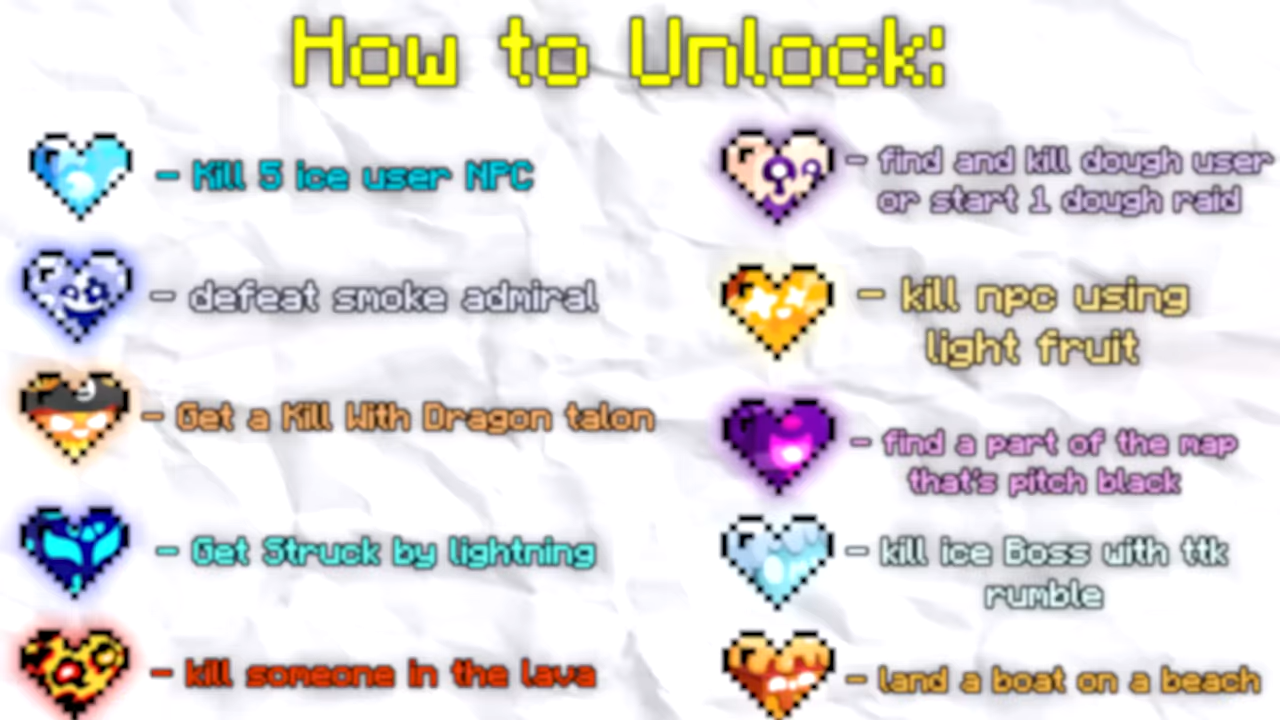 How to Unlock:
- Kill 5 ice user NPC
- defeat smoke admiral
- Get a Kill With Dragon talon
- Get Struck by lightning
- kill someone in the lava
- find and kill dough user
or start 1 dough raid
- kill npc using
light fruit
- find a part of the map
that's pitch black
- kill ice Boss with ttk
rumble
- land a boat on a beach